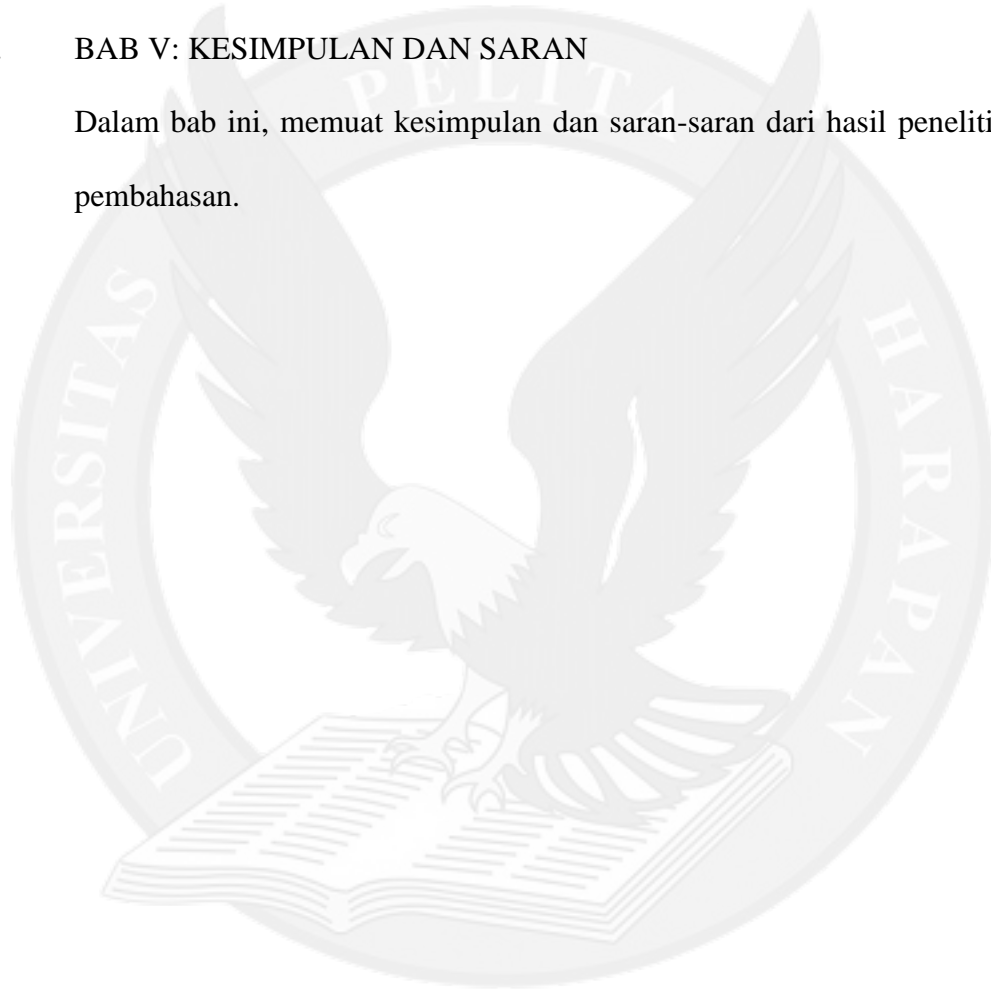 BAB V: KESIMPULAN DAN SARAN
Dalam bab ini, memuat kesimpulan dan saran-saran dari hasil peneliti
pembahasan.
UNIVERSITAS PELITA HARAPAN